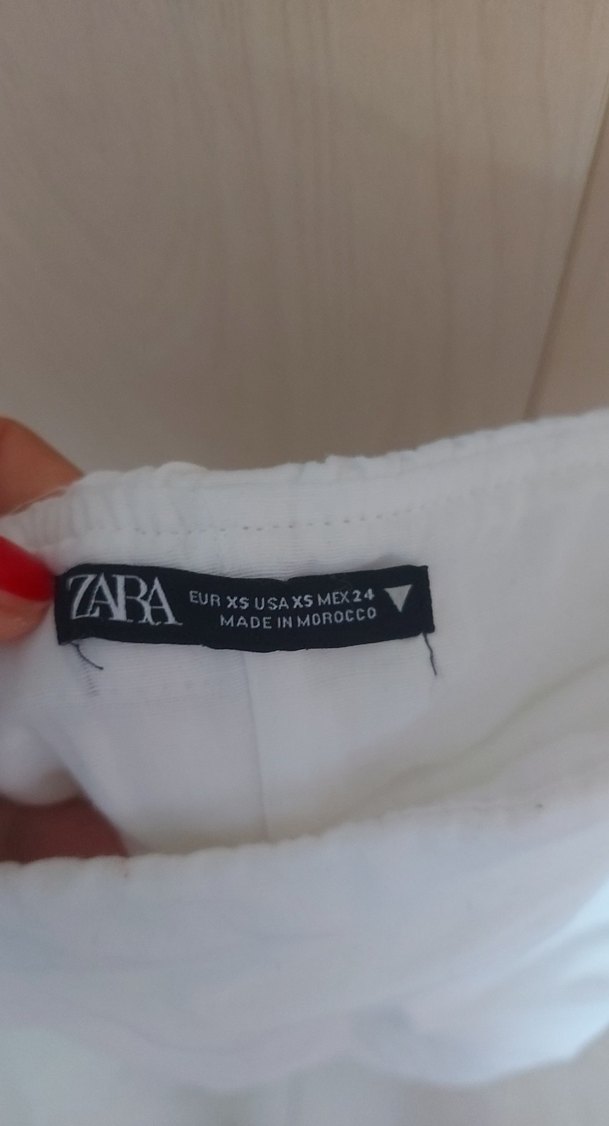 ZARA
EUR XS USA XS MEX 24
MADE IN MOROCCO